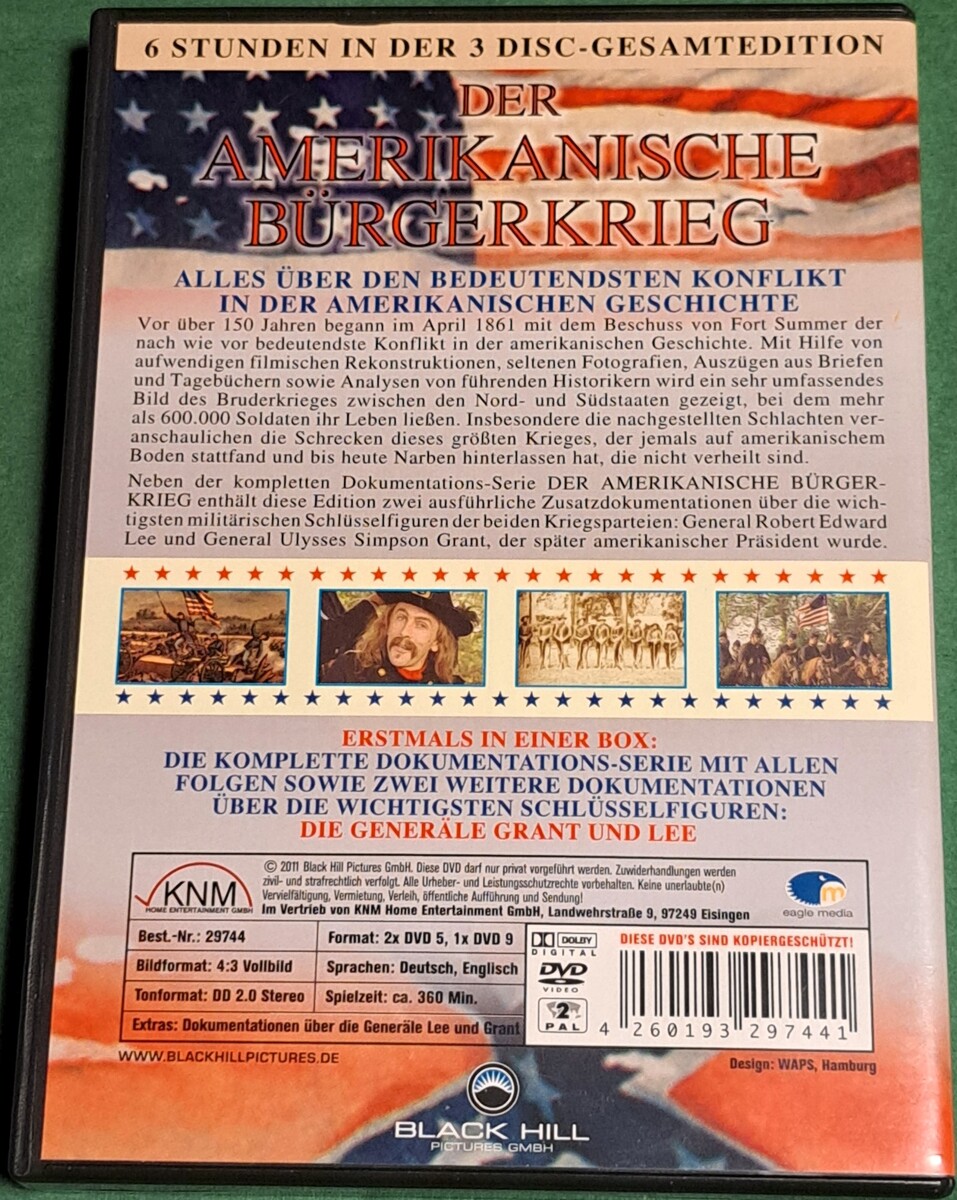 6 STUNDEN IN DER 3 DISC-GESAMTEDITION
DER
AMERIKANISCHE
BÜRGERKRIEG
ALLES ÜBER DEN BEDEUTENDSTEN KONFLIKT
IN DER AMERIKANISCHEN GESCHICHTE
Vor über 150 Jahren begann im April 1861 mit dem Beschuss von Fort Summer der
nach wie vor bedeutendste Konflikt in der amerikanischen Geschichte. Mit Hilfe von
aufwendigen filmischen Rekonstruktionen, seltenen Fotografien, Auszügen aus Briefen
und Tagebüchern sowie Analysen von führenden Historikern wird ein sehr umfassendes
Bild des Bruderkrieges zwischen den Nord- und Südstaaten gezeigt, bei dem mehr
als 600.000 Soldaten ihr Leben ließen. Insbesondere die nachgestellten Schlachten ver-
anschaulichen die Schrecken dieses größten Krieges, der jemals auf amerikanischem
Boden stattfand und bis heute Narben hinterlassen hat, die nicht verheilt sind.
Neben der kompletten Dokumentations-Serie DER AMERIKANISCHE BÜRGER-
KRIEG enthält diese Edition zwei ausführliche Zusatzdokumentationen über die wich-
tigsten militärischen Schlüsselfiguren der beiden Kriegsparteien: General Robert Edward
Lee und General Ulysses Simpson Grant, der später amerikanischer Präsident wurde.
ERSTMALS IN EINER BOX:
DIE KOMPLETTE DOKUMENTATIONS-SERIE MIT ALLEN
FOLGEN SOWIE ZWEI WEITERE DOKUMENTATIONEN
ÜBER DIE WICHTIGSTEN SCHLÜSSELFIGUREN:
DIE GENERÄLE GRANT UND LEE
KNM
HOME ENTERTAINMENT GMBH
© 2011 Black Hill Pictures GmbH. Diese DVD darf nur privat vorgeführt werden. Zuwiderhandlungen werden
zivil- und strafrechtlich verfolgt. Alle Urheber- und Leistungsschutzrechte vorbehalten. Keine unerlaubte(n)
Vervielfältigung, Vermietung, Verleih, öffentliche Aufführung und Sendung!
Im Vertrieb von KNM Home Entertainment GmbH, Landwehrstraße 9, 97249 Eisingen
eagle media
Best.-Nr.: 29744
Format: 2x DVD 5, 1x DVD 9
Bildformat: 4:3 Vollbild
Sprachen: Deutsch, Englisch
Tonformat: DD 2.0 Stereo
Spielzeit: ca. 360 Min.
Extras: Dokumentationen über die Generäle Lee und Grant
DOLBY
DIGITAL
DVD
VIDEO
2
PAL
DIESE DVD'S SIND KOPIERGESCHÜTZT!
4 260193 297441
WWW.BLACKHILLPICTURES.DE
Design: WAPS, Hamburg
BLACK HILL
PICTURES GMBH